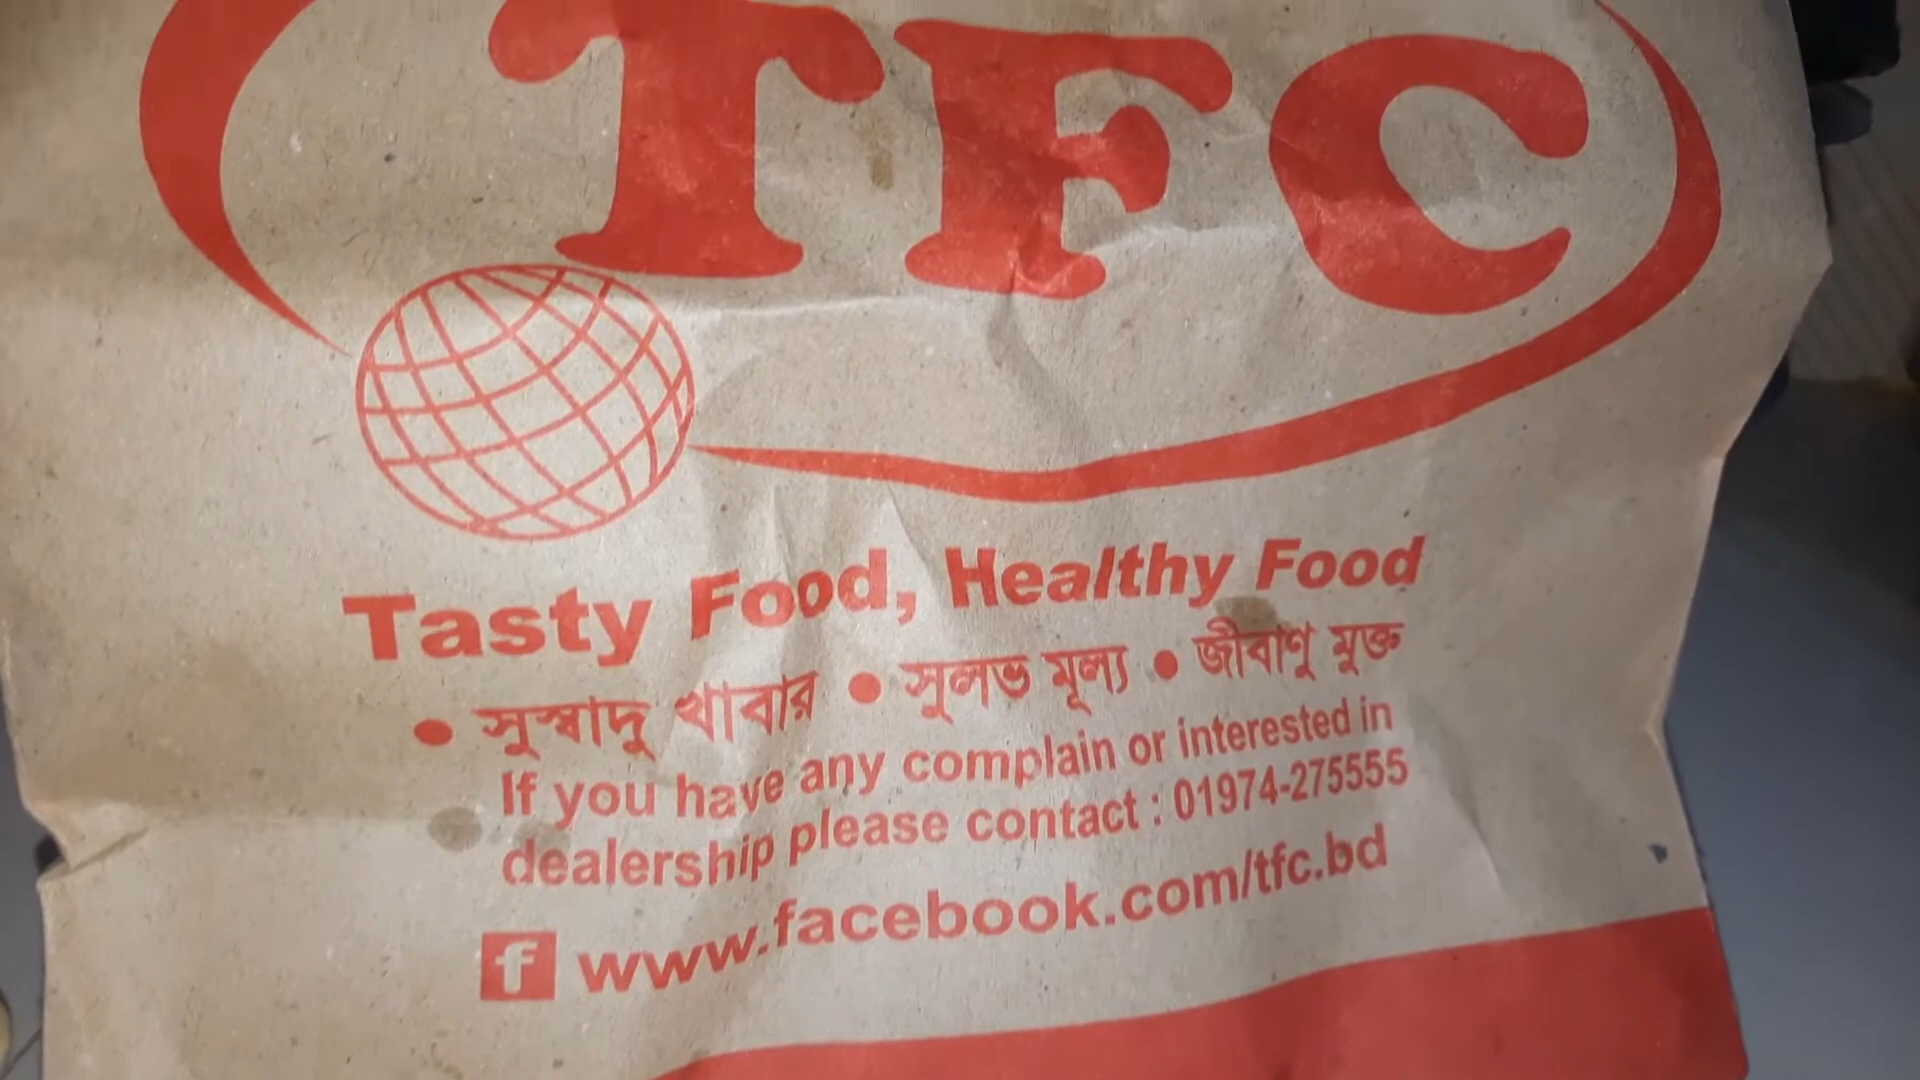 TFC
Tasty Food, Healthy Food
• সুস্বাদু খাবার • সুলভ মূল্য • জীবাণু মুক্ত
If you have any complain or interested in
dealership please contact : 01974-275555
f www.facebook.com/tfc.bd